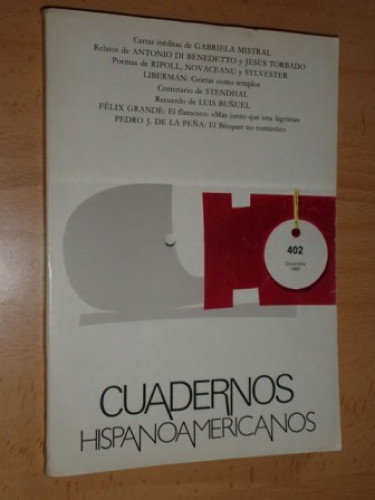 Cartas inéditas de GABRIELA MISTRAL
Relatos de ANTONIO DI BENEDETTO y JESÚS TORBADO
Poemas de RIPOLL, NOVACEANU y SYLVESTER
LIBERMAN: Grietas como templos
Centenario de STENDHAL
Recuerdo de LUIS BUÑUEL
FÉLIX GRANDE: El flamenco: «Más junto que una lágrima»
PEDRO J. DE LA PEÑA: El Bécquer no romántico
402
Diciembre
CUADERNOS
HISPANOAMERICANOS